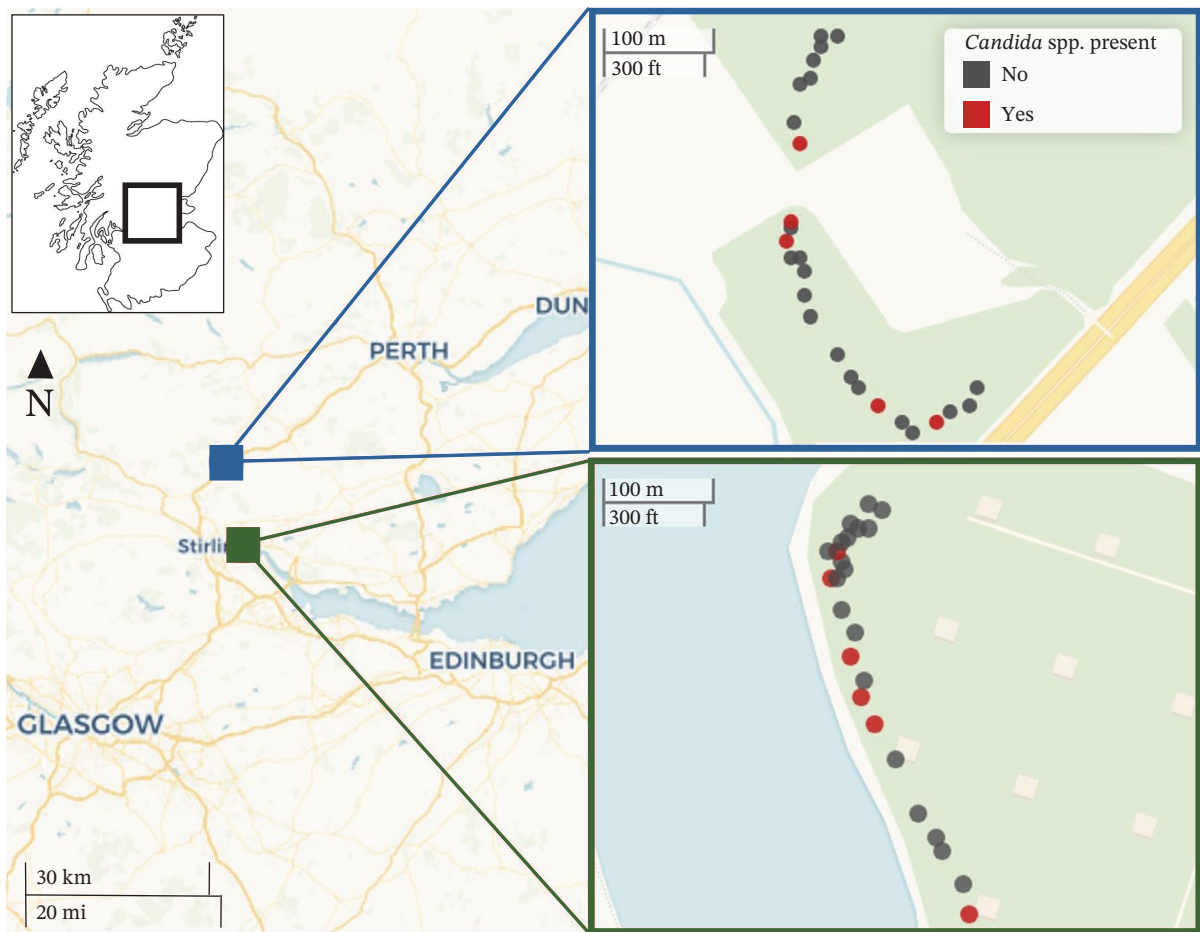 100 m
300 ft
Candida spp. present
No
Yes
DUN
PERTH
N
Stirlin
100 m
300 ft
EDINBURGH
GLASGOW
30 km
20 mi